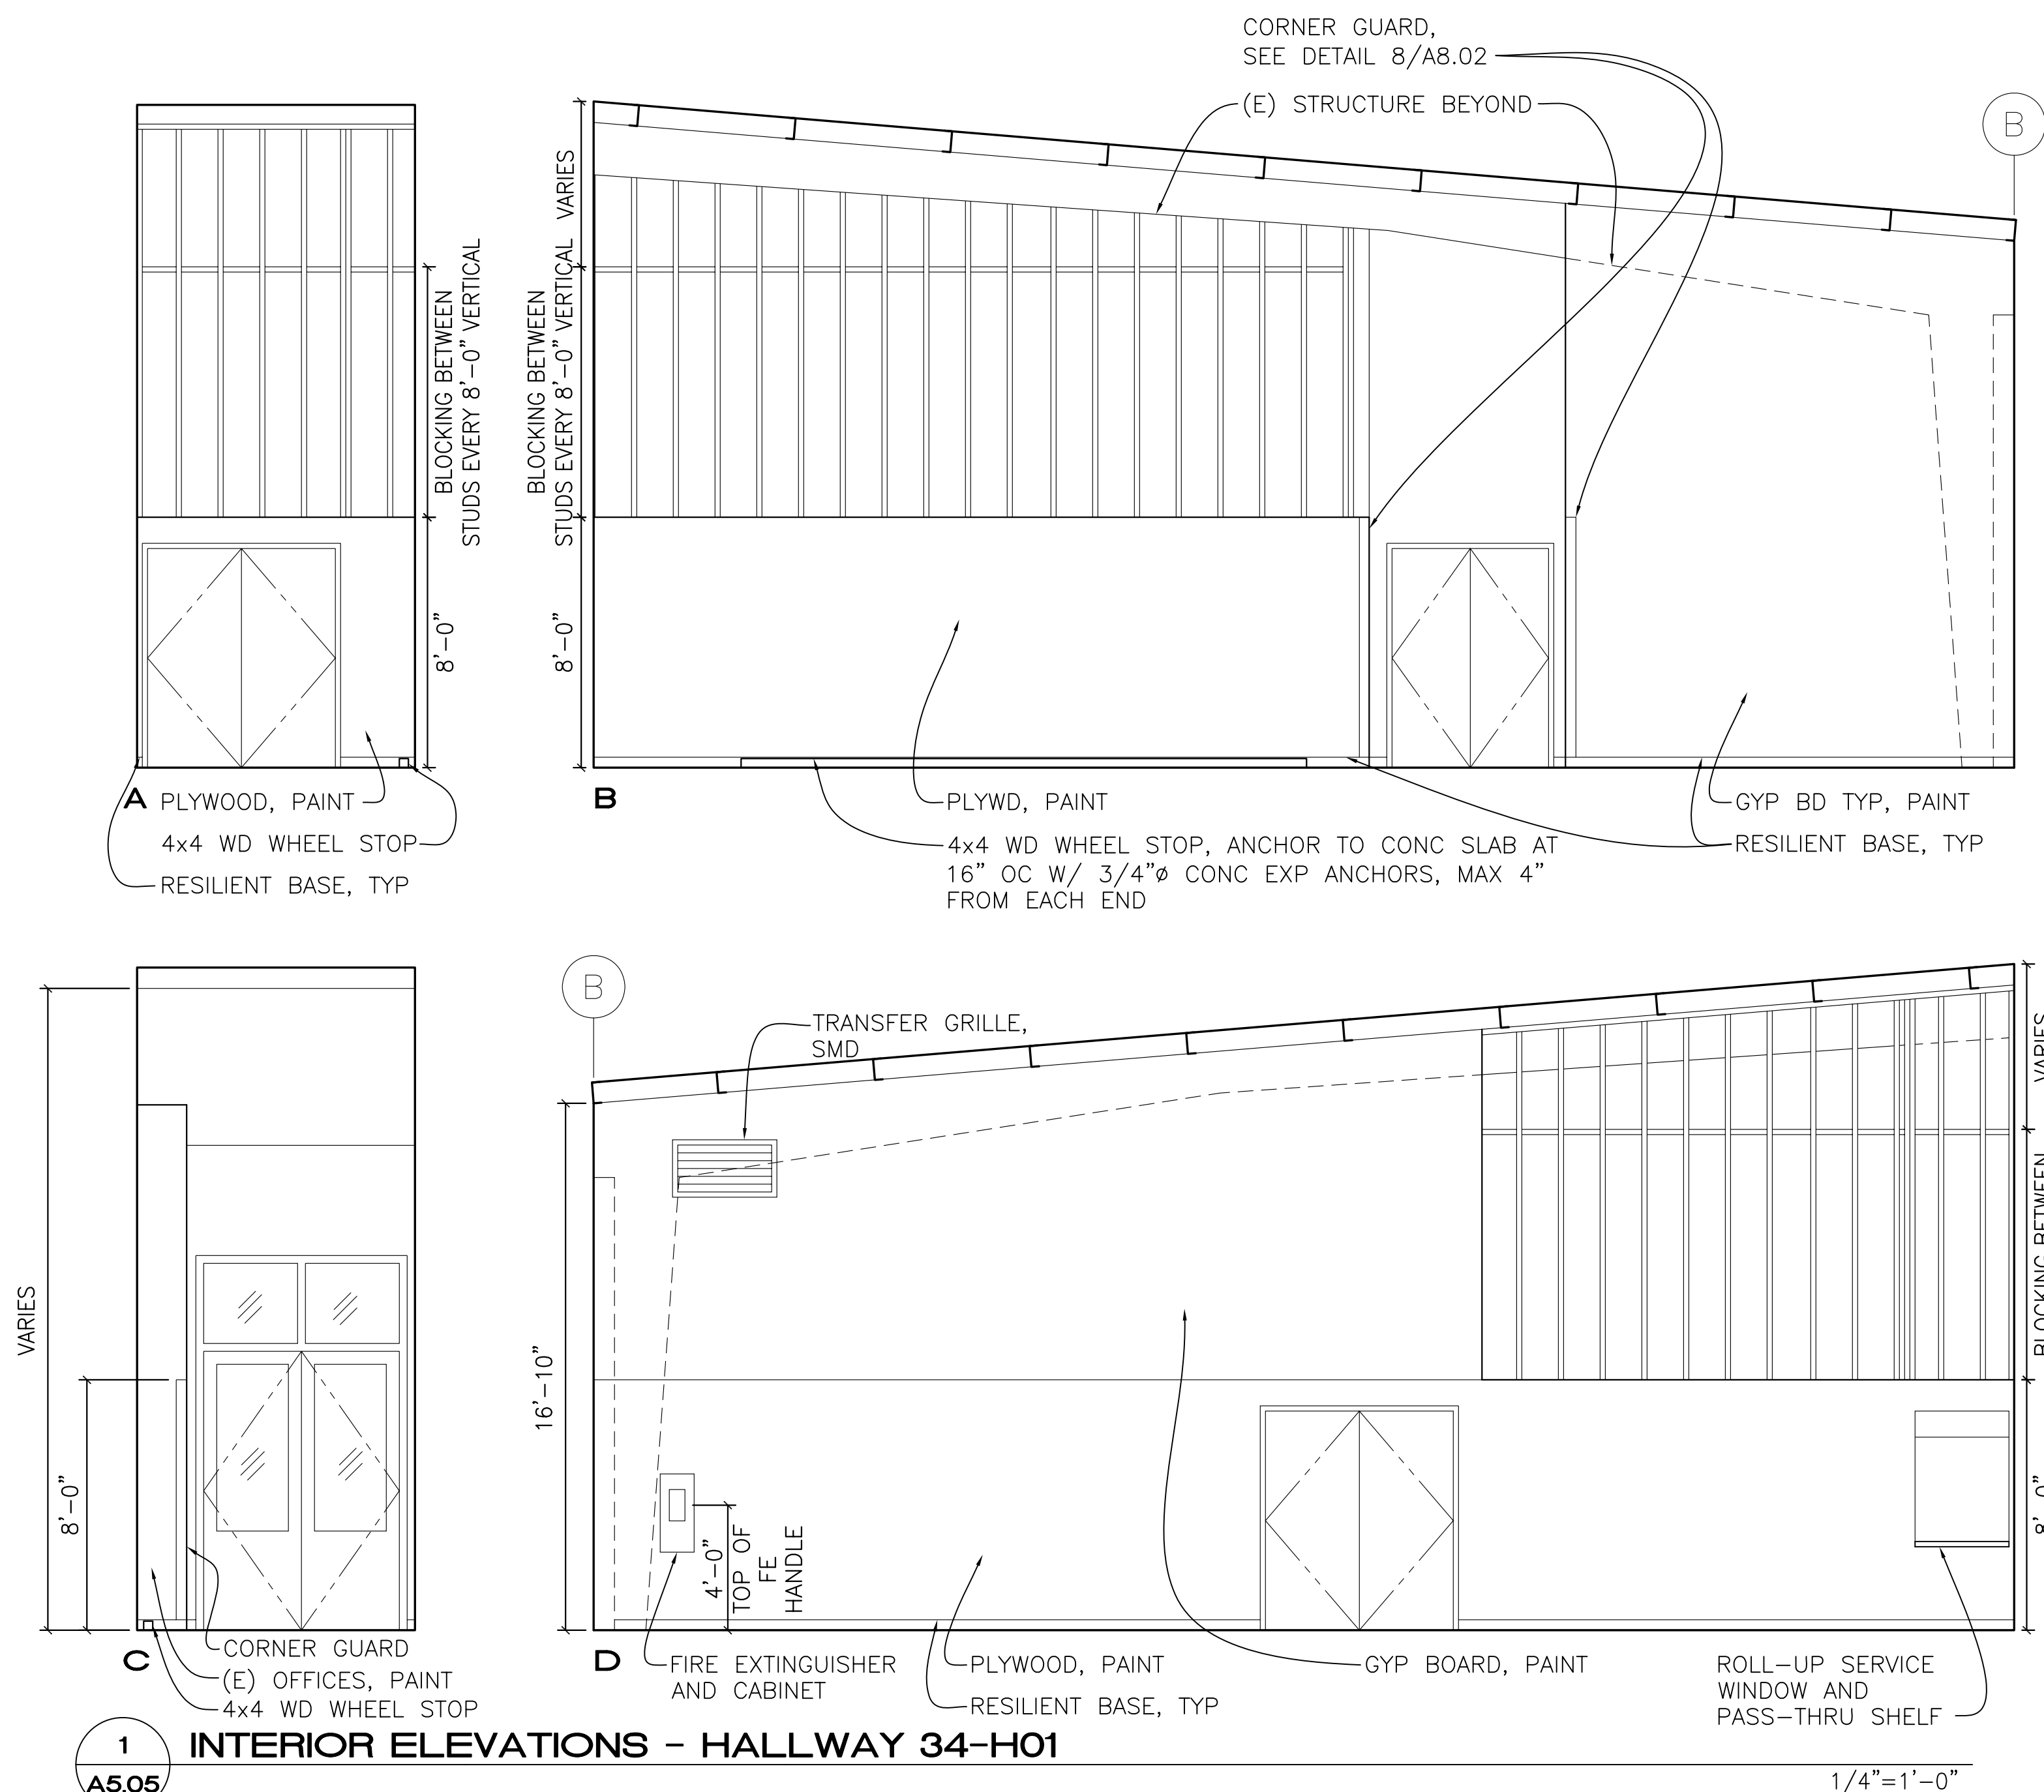 CORNER GUARD,
SEE DETAIL 8/A8.02
(E) STRUCTURE BEYOND
B
VARIES
BLOCKING BETWEEN
STUDS EVERY 8'-0" VERTICAL
8'-0"
BLOCKING BETWEEN
STUDS EVERY 8'-0" VERTICAL
8'-0"
A
PLYWOOD, PAINT
4x4 WD WHEEL STOP
RESILIENT BASE, TYP
B
PLYWD, PAINT
4x4 WD WHEEL STOP, ANCHOR TO CONC SLAB AT
16" OC W/ 3/4"ø CONC EXP ANCHORS, MAX 4"
FROM EACH END
GYP BD TYP, PAINT
RESILIENT BASE, TYP
VARIES
8'-0"
C
CORNER GUARD
(E) OFFICES, PAINT
4x4 WD WHEEL STOP
B
TRANSFER GRILLE,
SMD
16'-10"
4'-0"
TOP OF
FE
HANDLE
VARIES
BLOCKING BETWEEN
8'-0"
D
FIRE EXTINGUISHER
AND CABINET
PLYWOOD, PAINT
RESILIENT BASE, TYP
GYP BOARD, PAINT
ROLL-UP SERVICE
WINDOW AND
PASS-THRU SHELF
1
A5.05
INTERIOR ELEVATIONS - HALLWAY 34-H01
1/4"=1'-0"